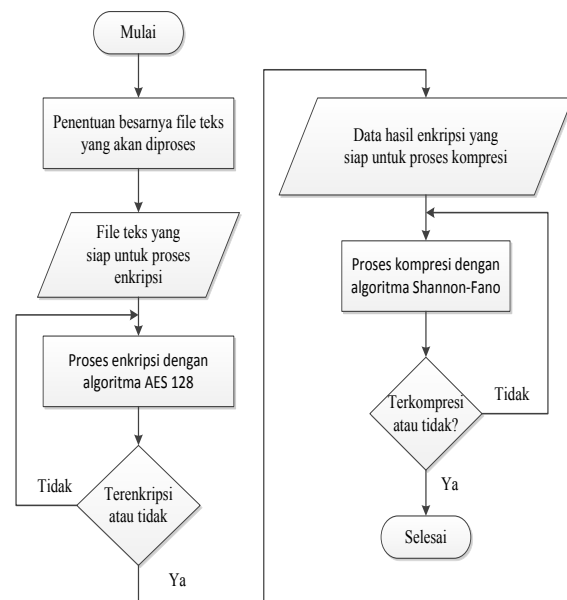 Mulai
Penentuan besarnya file teks
yang akan diproses
File teks yang
siap untuk proses
enkripsi
Proses enkripsi dengan
algoritma AES 128
Terenkripsi
atau tidak
Tidak
Ya
Data hasil enkripsi yang
siap untuk proses kompresi
Proses kompresi dengan
algoritma Shannon-Fano
Terkompresi
atau tidak?
Tidak
Ya
Selesai